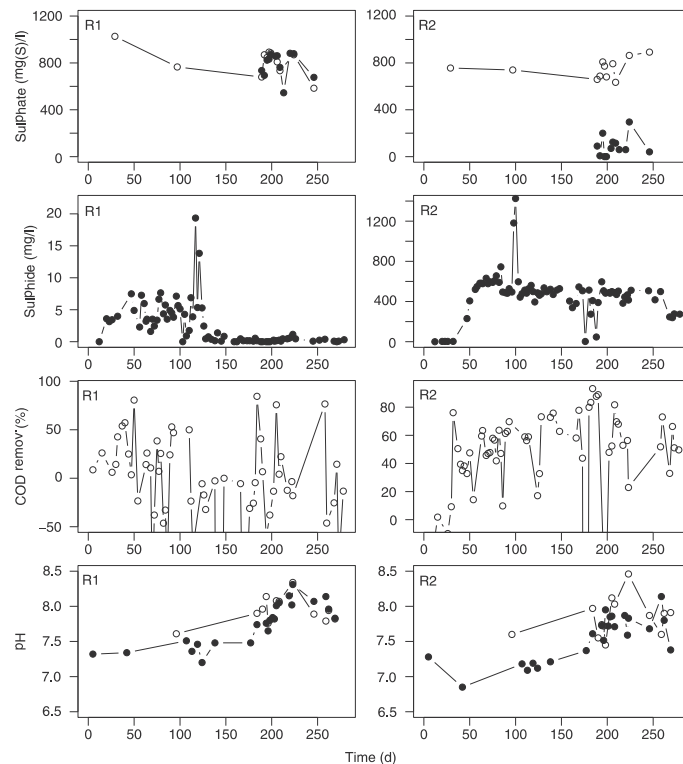 R1
R2
Sulphate (mg(S)/l)
1200
800
400
0
1200
800
400
0
0 50 100 150 200 250
0 50 100 150 200 250
R1
R2
Sulphide (mg/l)
20
15
10
5
0
1200
800
400
0
0 50 100 150 200 250
0 50 100 150 200 250
R1
R2
COD remov'(%)
100
50
0
−50
80
60
40
20
0
0 50 100 150 200 250
0 50 100 150 200 250
R1
R2
pH
8.5
8.0
7.5
7.0
6.5
8.5
8.0
7.5
7.0
6.5
0 50 100 150 200 250
0 50 100 150 200 250
Time (d)